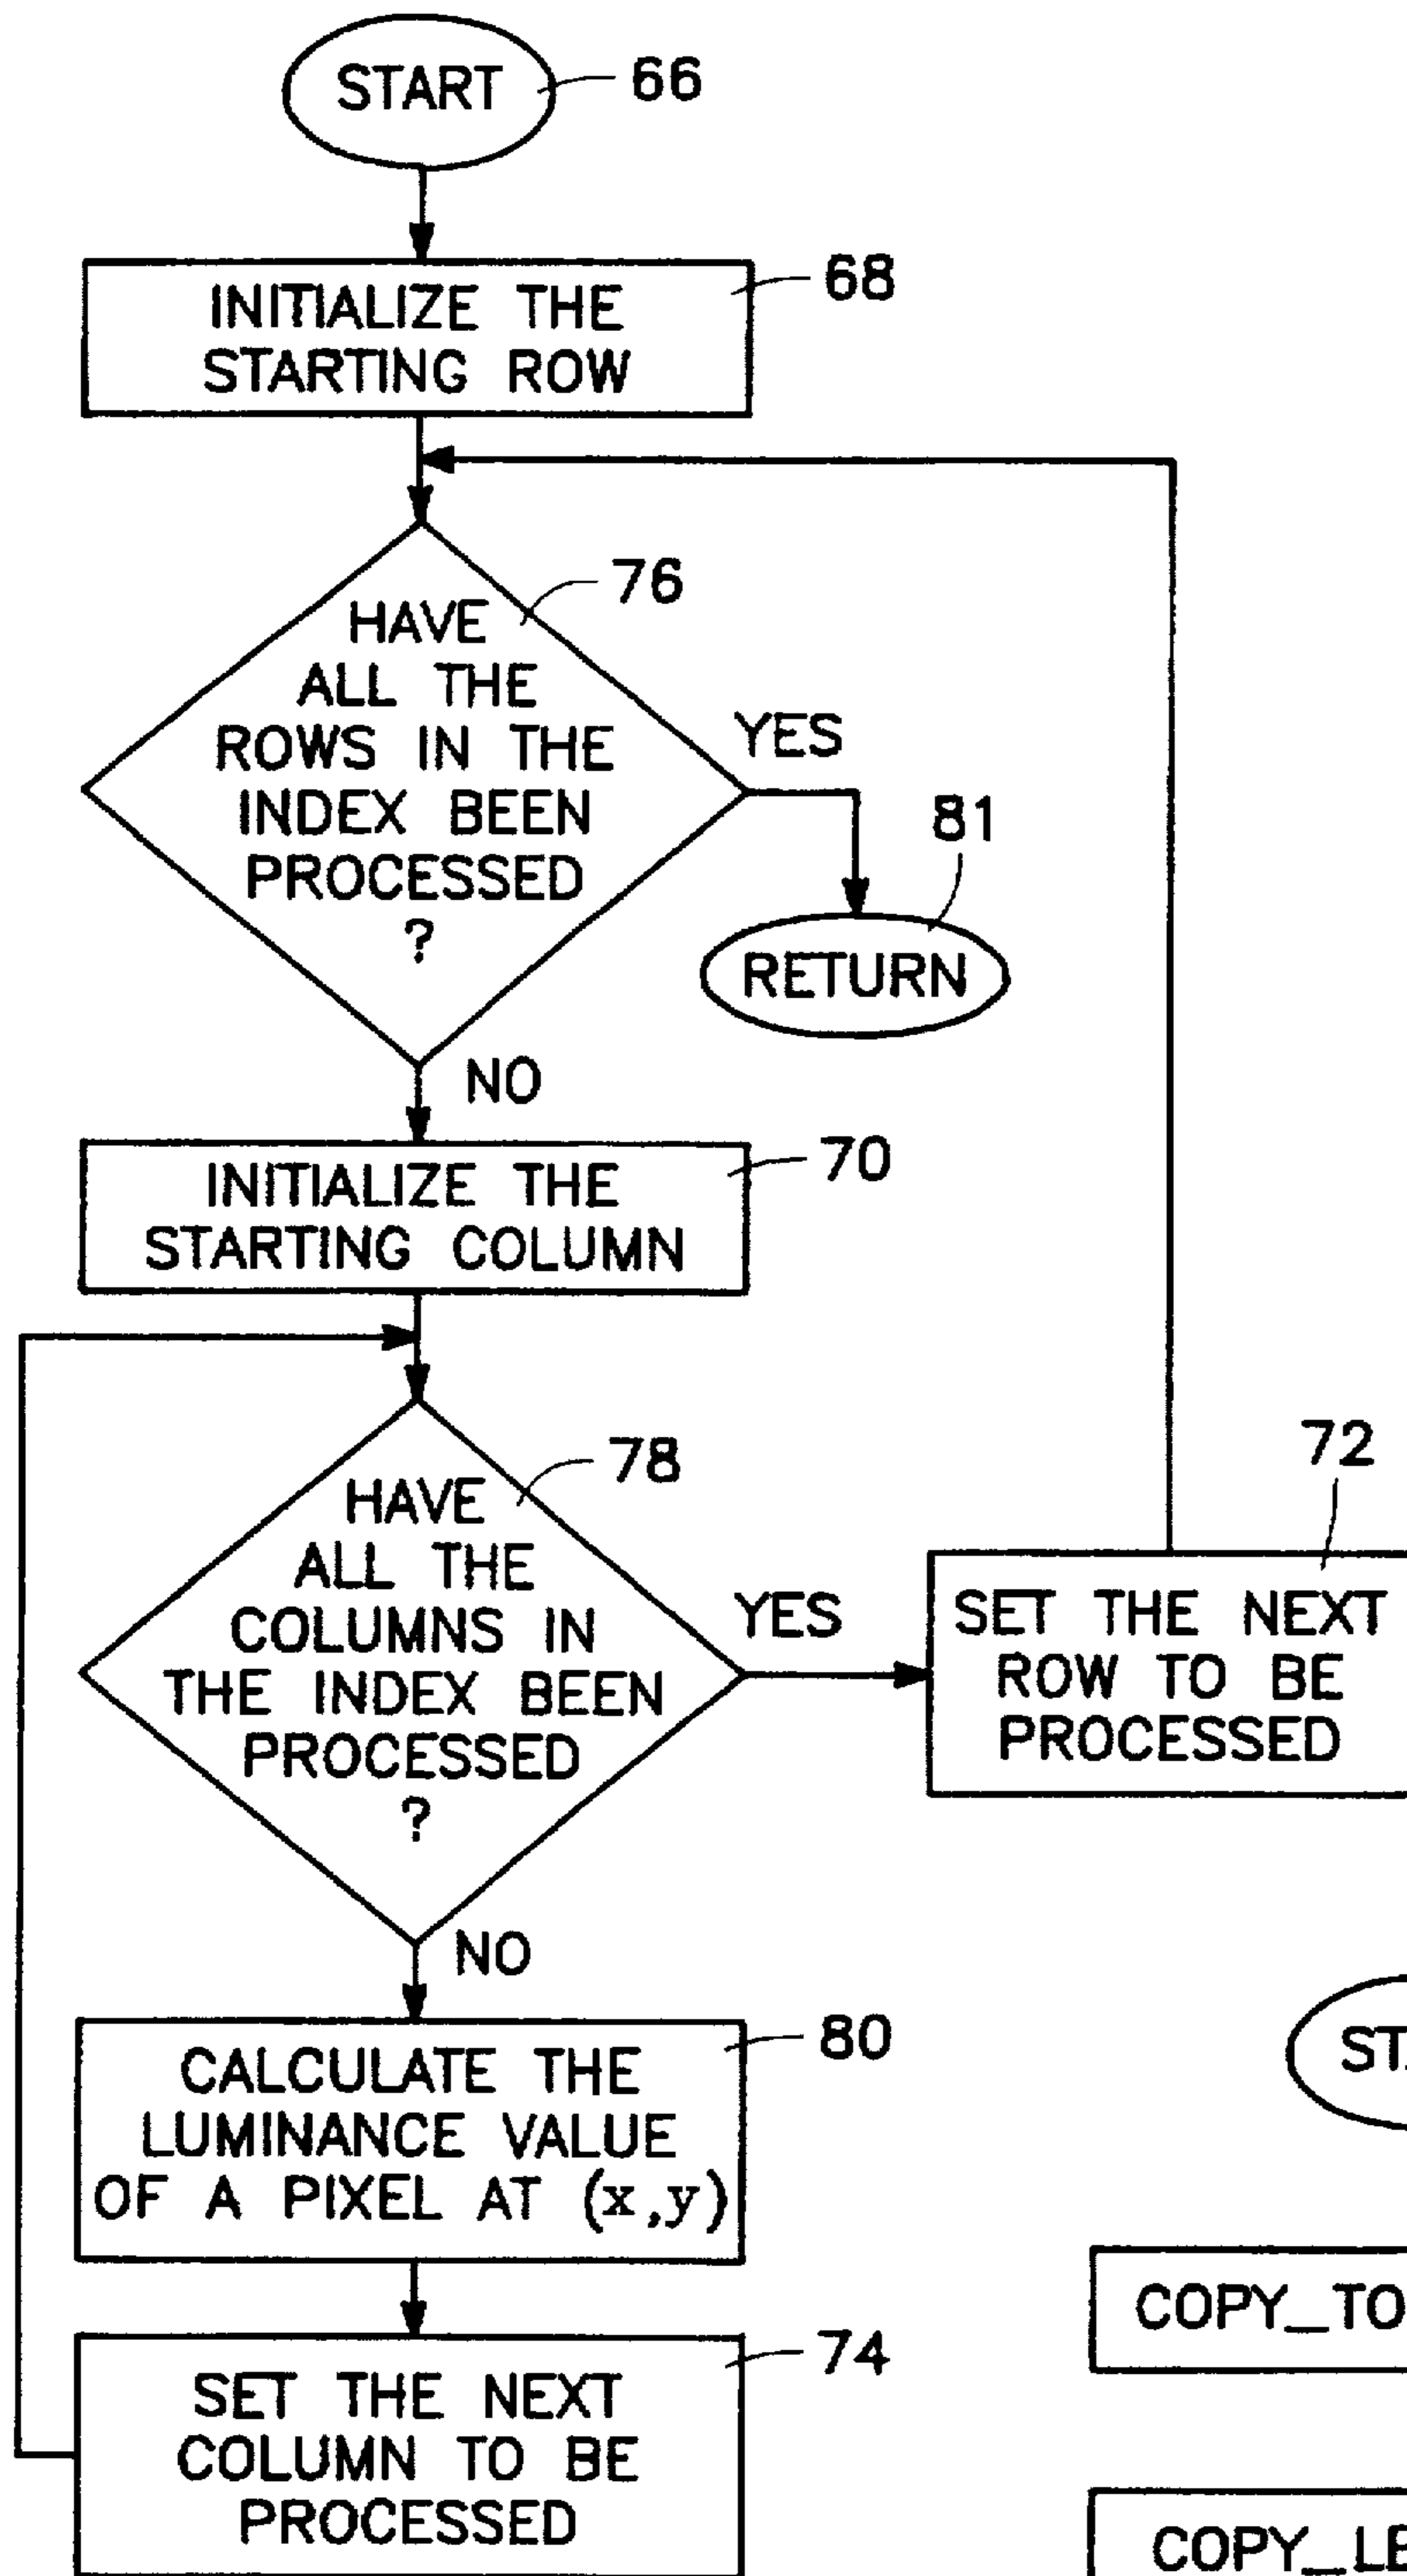 START
66
INITIALIZE THE
STARTING ROW
68
HAVE
ALL THE
ROWS IN THE
INDEX BEEN
PROCESSED
?
76
YES
81
RETURN
NO
INITIALIZE THE
STARTING COLUMN
70
HAVE
ALL THE
COLUMNS IN
THE INDEX BEEN
PROCESSED
?
78
YES
72
SET THE NEXT
ROW TO BE
PROCESSED
NO
CALCULATE THE
LUMINANCE VALUE
OF A PIXEL AT (x,y)
80
SET THE NEXT
COLUMN TO BE
PROCESSED
74